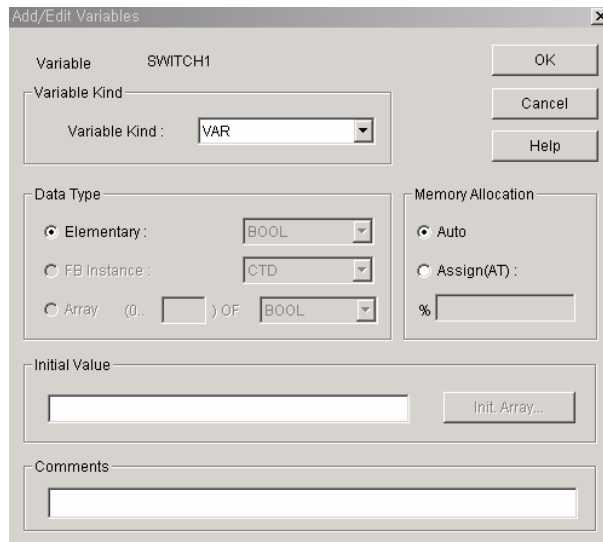 Add/Edit Variables
Variable SWITCH1
OK
Variable Kind
Variable Kind : VAR
Cancel
Help
Data Type
Elementary : BOOL
FB Instance : CTD
Array (0.. ) OF BOOL
Memory Allocation
Auto
Assign(AT) :
%
Initial Value
Init. Array...
Comments